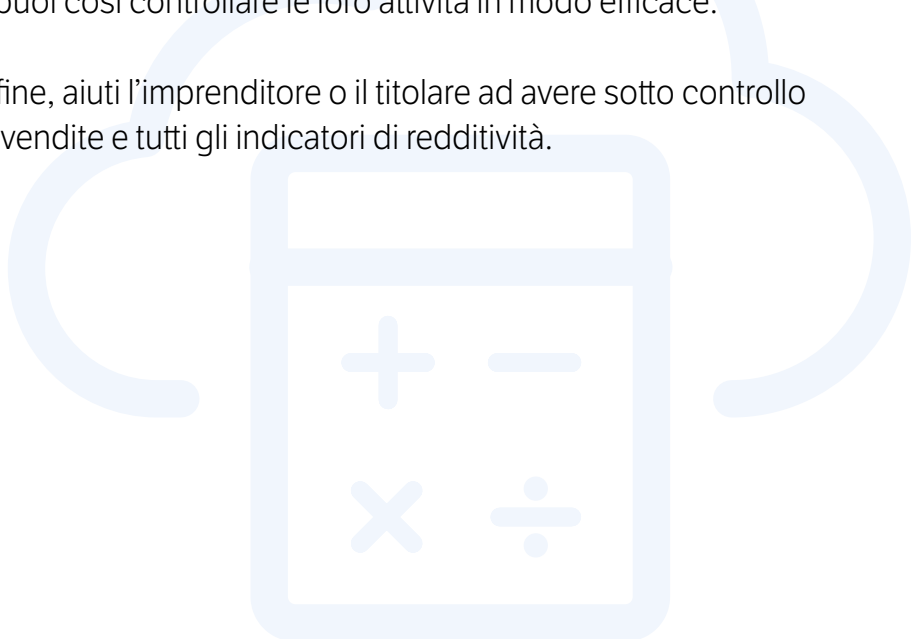 puoi così controllare le loro attività in modo efficace.
fine, aiuti l’imprenditore o il titolare ad avere sotto controllo
vendite e tutti gli indicatori di redditività.